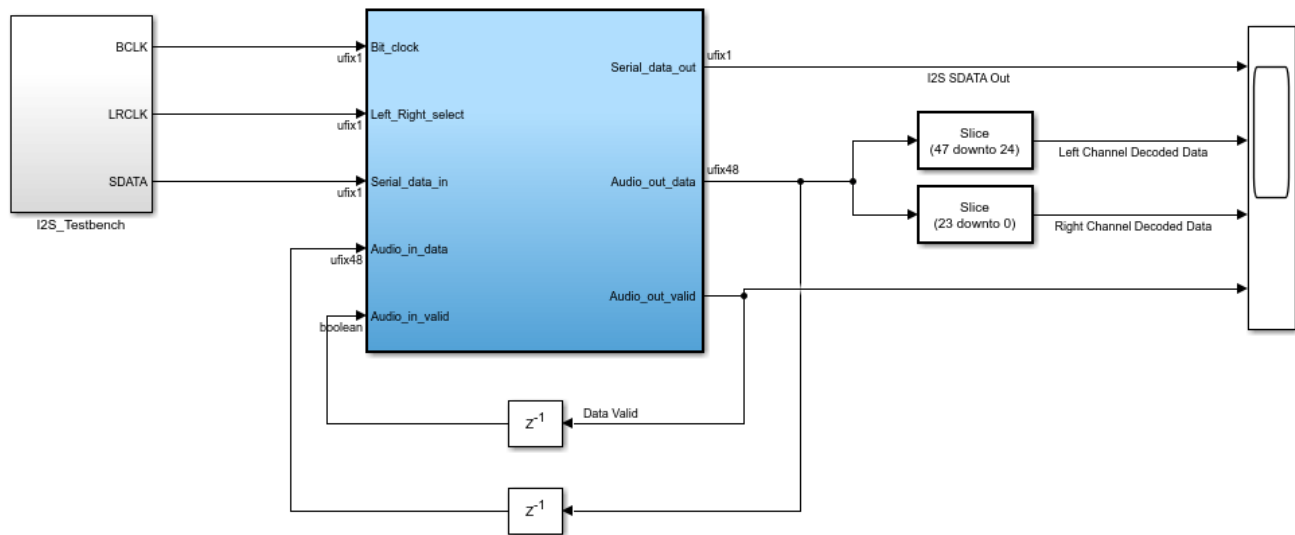 BCLK
LRCLK
SDATA
I2S_Testbench
ufix1
ufix1
ufix1
ufix48
boolean
Bit_clock
Left_Right_select
Serial_data_in
Audio_in_data
Audio_in_valid
Serial_data_out
Audio_out_data
Audio_out_valid
ufix1
ufix48
I2S SDATA Out
Slice
(47 downto 24)
Left Channel Decoded Data
Slice
(23 downto 0)
Right Channel Decoded Data
Data Valid
Z-1
Z-1